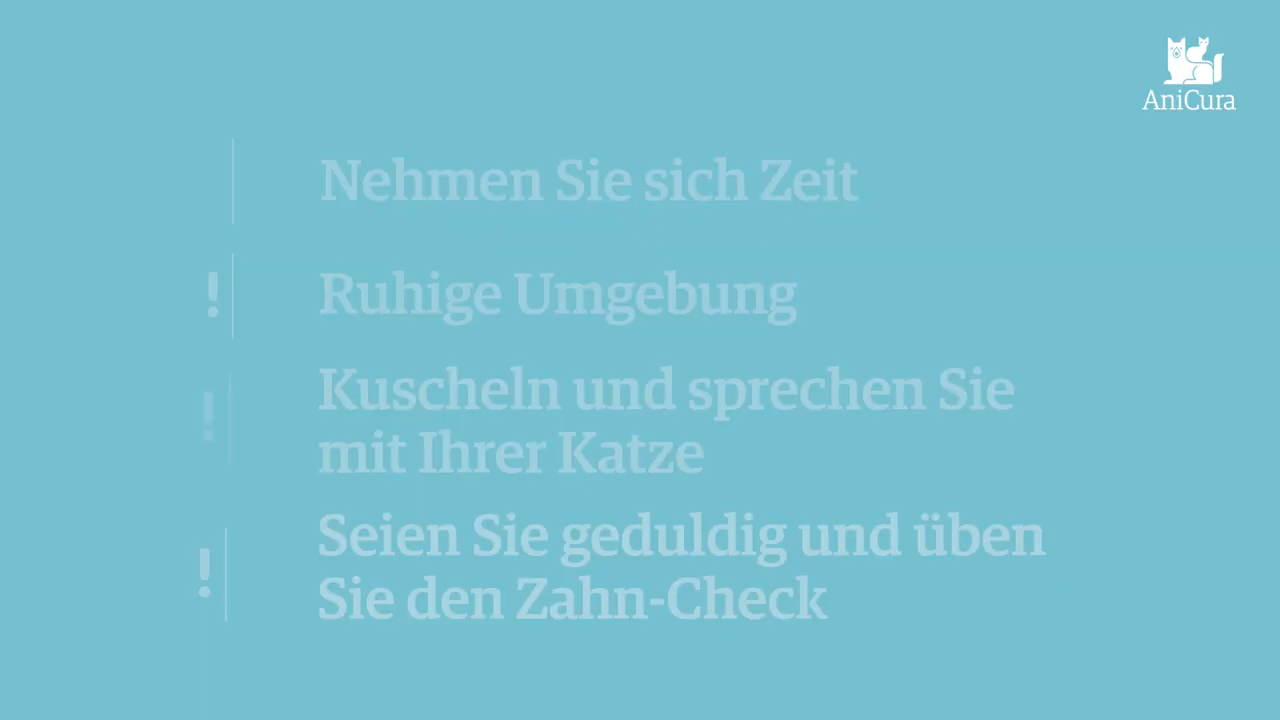 AniCura
Nehmen Sie sich Zeit
! Ruhige Umgebung
! Kuscheln und sprechen Sie
mit Ihrer Katze
! Seien Sie geduldig und üben
Sie den Zahn-Check